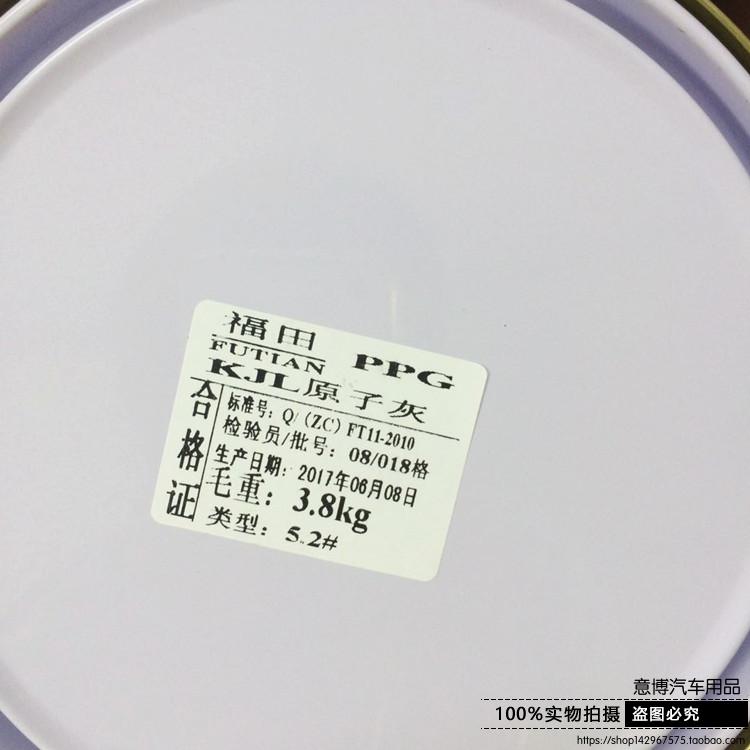 福田
FUTIAN
PPG
KJL原子灰
合格证
标准号：Q/（ZC）FT11-2010
检验员/批号：08/018格
生产日期：2017年06月08日
毛重：3.8kg
类型：5.2#
意博汽车用品
100%实物拍摄 盗图必究
https://shop142967575.taobao.com